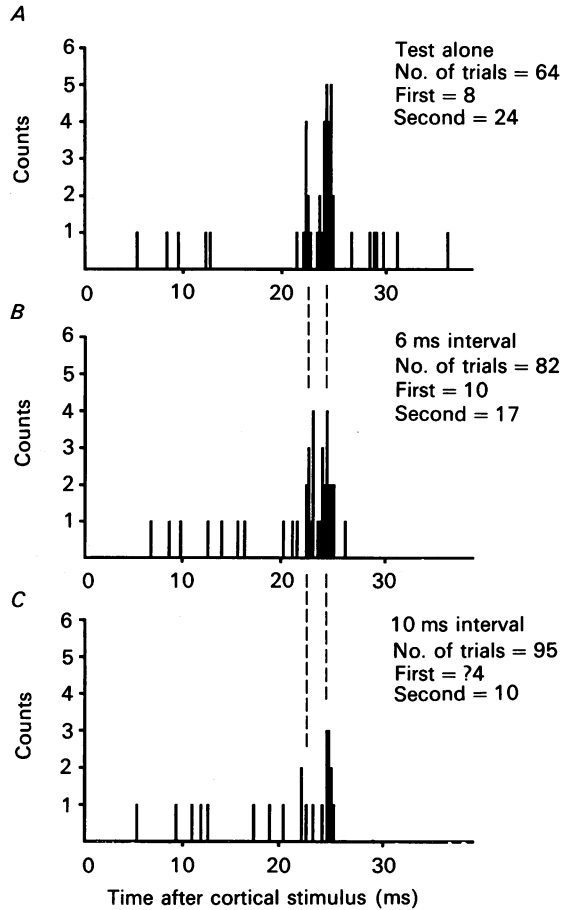 A
6
5
4
3
2
1
Counts
Test alone
No. of trials = 64
First = 8
Second = 24
0 10 20 30
B
6
5
4
3
2
1
Counts
6 ms interval
No. of trials = 82
First = 10
Second = 17
0 10 20 30
C
6
5
4
3
2
1
Counts
10 ms interval
No. of trials = 95
First = ?4
Second = 10
0 10 20 30
Time after cortical stimulus (ms)